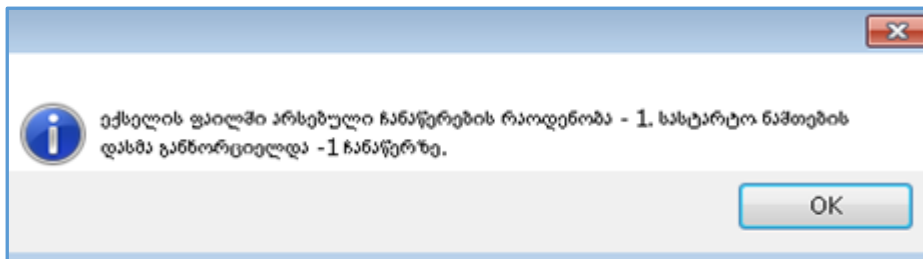 ექსელის ფაილში არსებული ჩანაწერების რაოდენობა - 1. სასტარტო ნაშთების
დასმა განხორციელდა -1 ჩანაწერზე.
OK